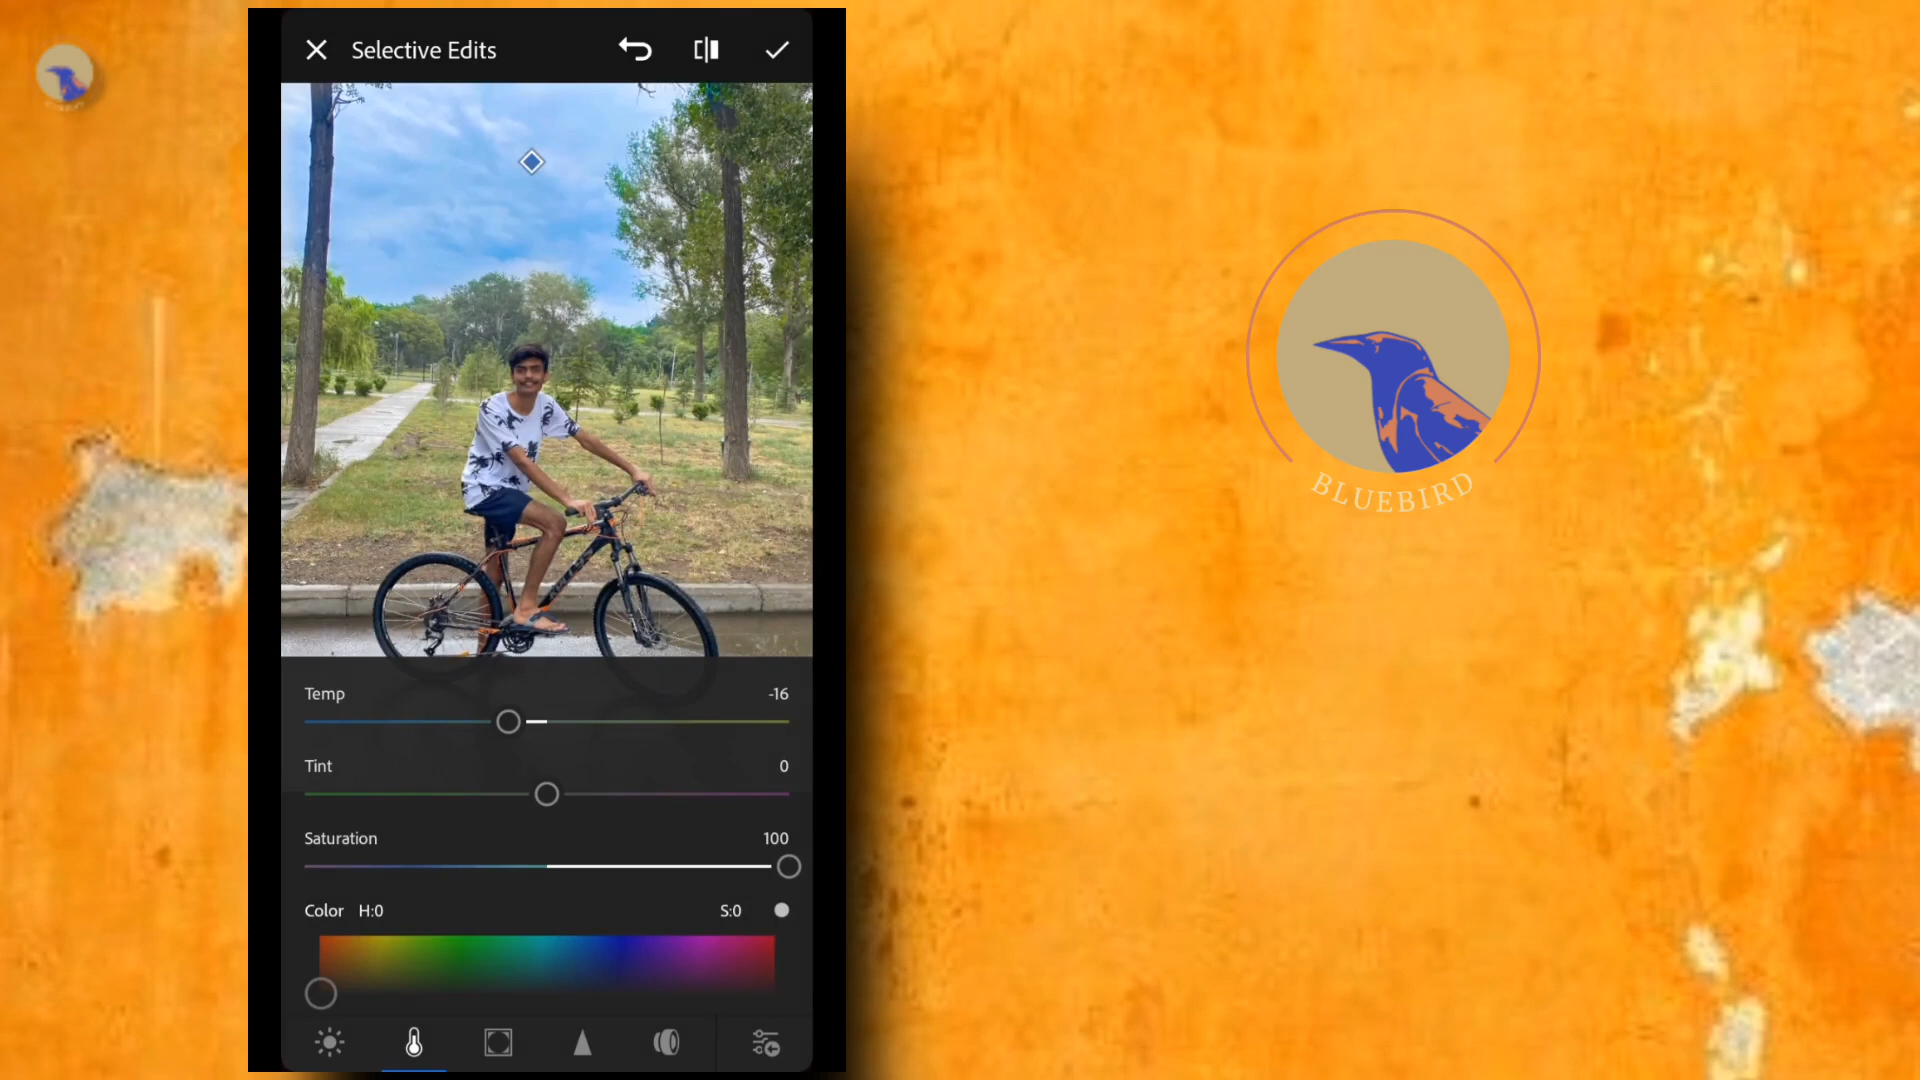 Selective Edits
Temp -16
Tint 0
Saturation 100
Color H:0 S:0
BLUEBIRD